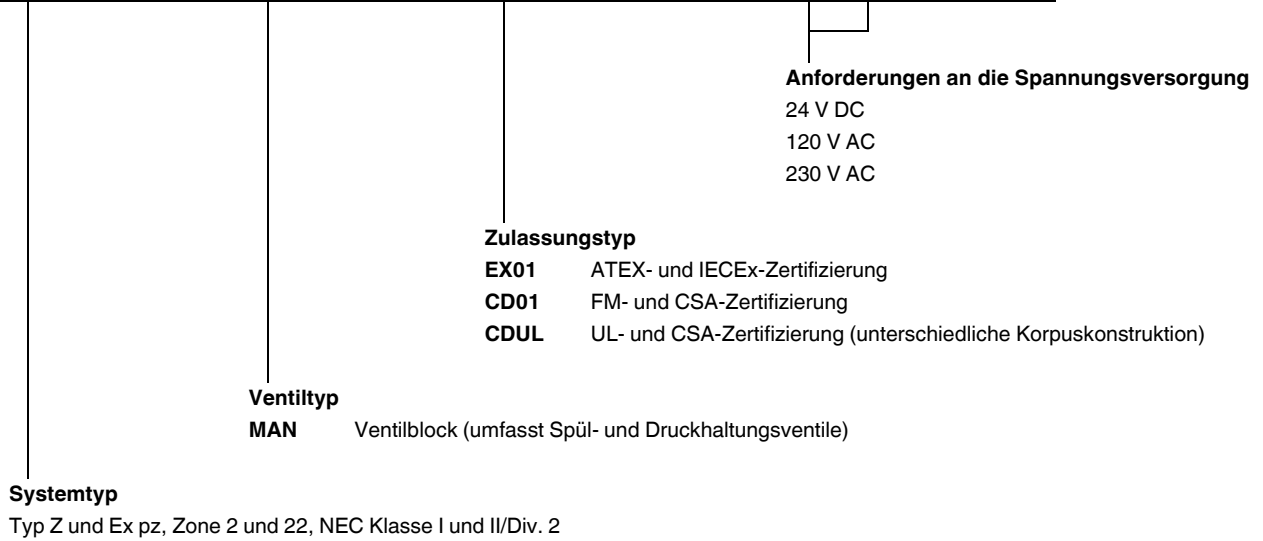 Anforderungen an die Spannungsversorgung
24 V DC
120 V AC
230 V AC
Zulassungstyp
EX01 ATEX- und IECEx-Zertifizierung
CD01 FM- und CSA-Zertifizierung
CDUL UL- und CSA-Zertifizierung (unterschiedliche Korpuskonstruktion)
Ventiltyp
MAN Ventilblock (umfasst Spül- und Druckhaltungsventile)
Systemtyp
Typ Z und Ex pz, Zone 2 und 22, NEC Klasse I und II/Div. 2